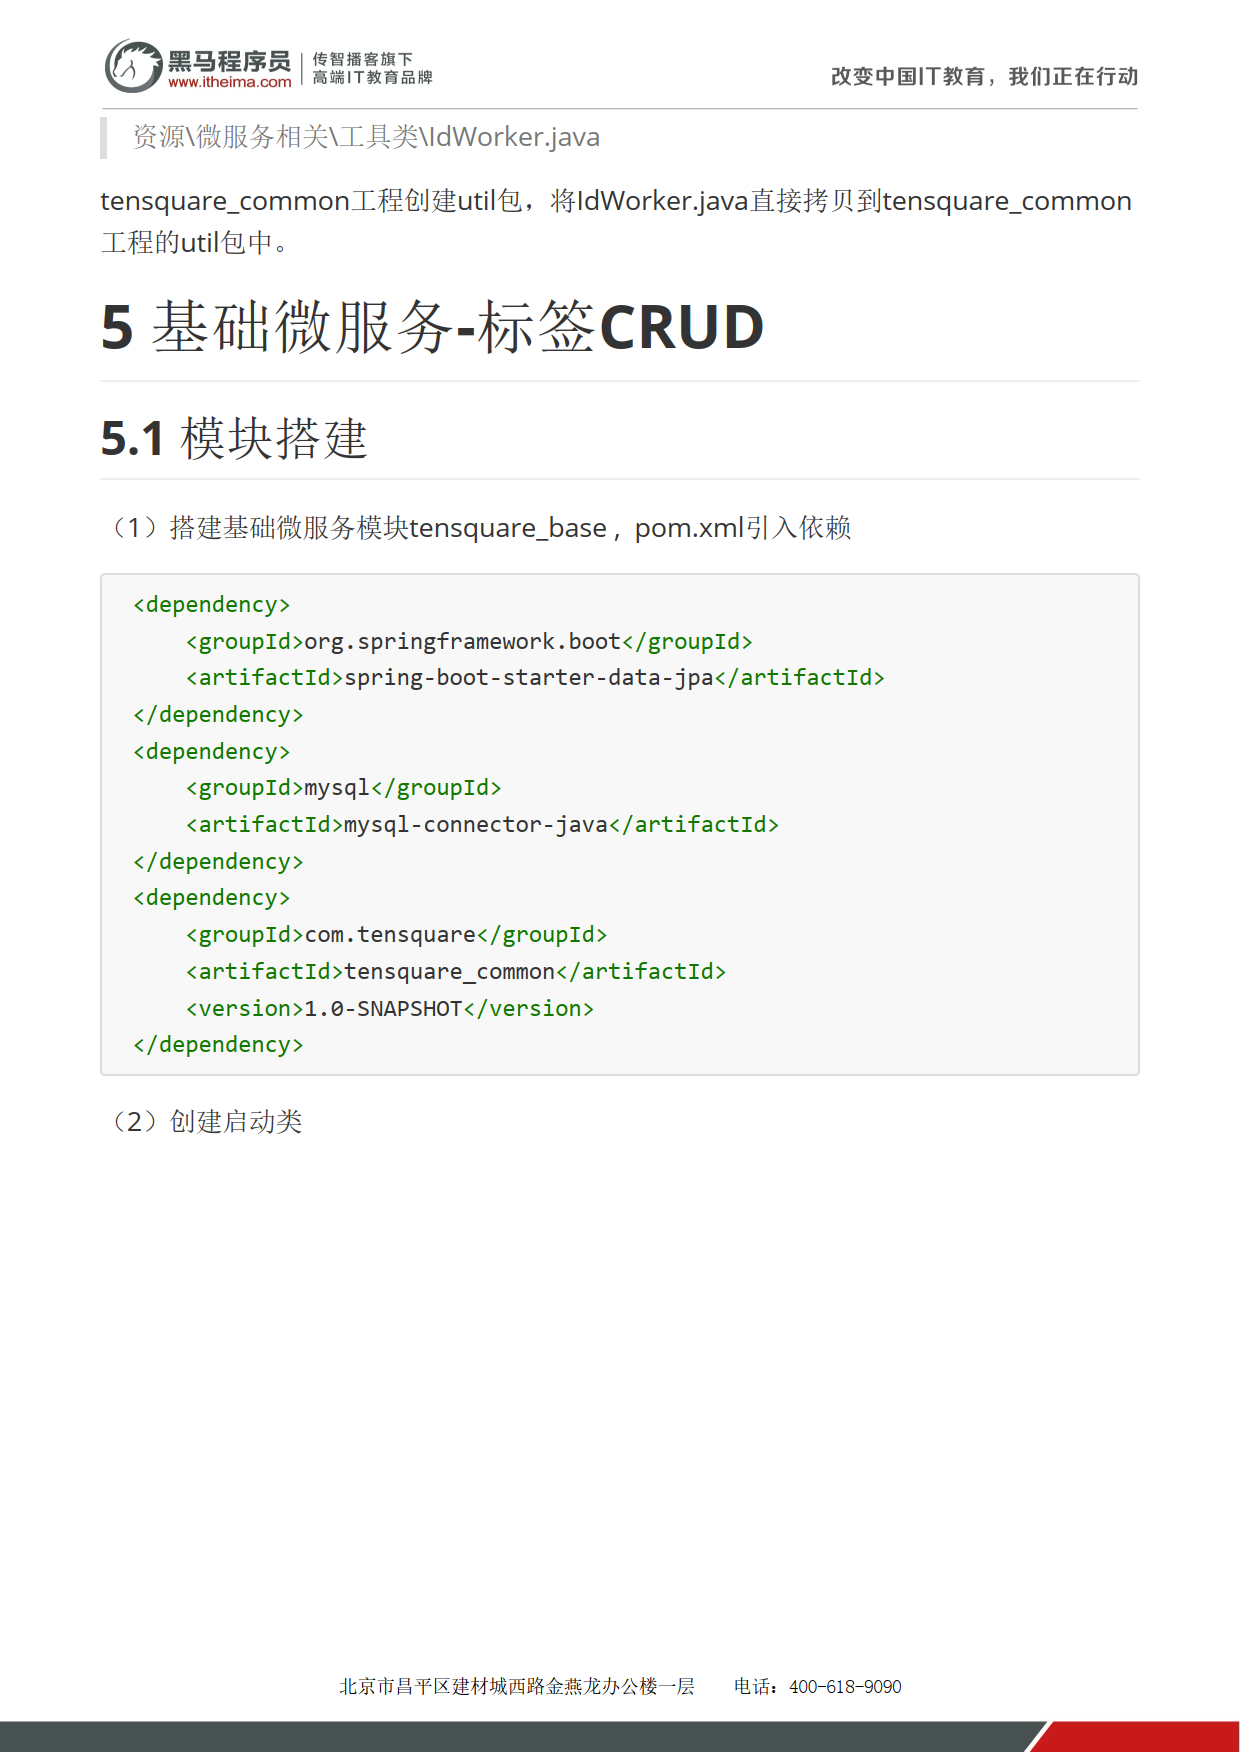 黑马程序员
www.itheima.com
传智播客旗下
高端IT教育品牌
改变中国IT教育，我们正在行动
资源\微服务相关\工具类\IdWorker.java
tensquare_common工程创建util包，将IdWorker.java直接拷贝到tensquare_common
工程的util包中。
5 基础微服务-标签CRUD
5.1 模块搭建
（1）搭建基础微服务模块tensquare_base , pom.xml引入依赖
<dependency>
    <groupId>org.springframework.boot</groupId>
    <artifactId>spring-boot-starter-data-jpa</artifactId>
</dependency>
<dependency>
    <groupId>mysql</groupId>
    <artifactId>mysql-connector-java</artifactId>
</dependency>
<dependency>
    <groupId>com.tensquare</groupId>
    <artifactId>tensquare_common</artifactId>
    <version>1.0-SNAPSHOT</version>
</dependency>
（2）创建启动类
北京市昌平区建材城西路金燕龙办公楼一层 电话：400-618-9090